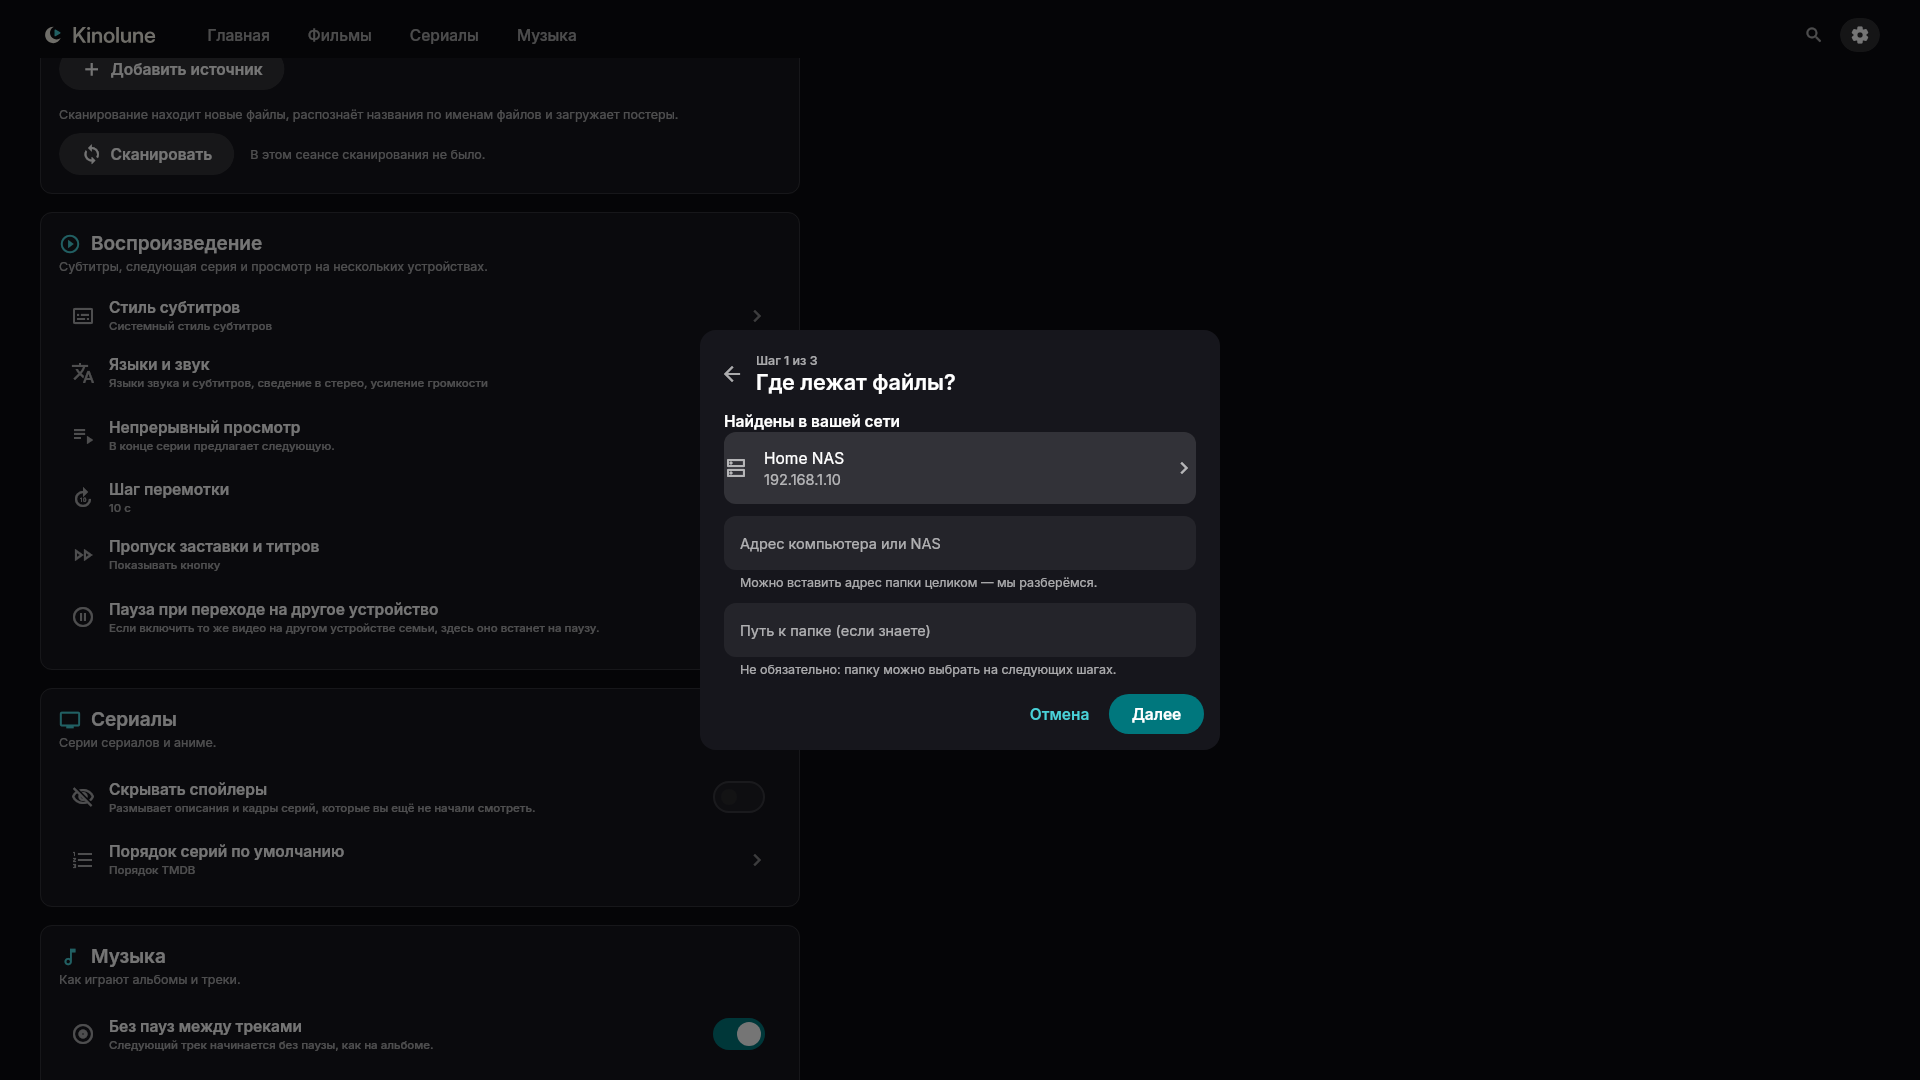 Kinolune
Главная
Фильмы
Сериалы
Музыка
Добавить источник
Сканирование находит новые файлы, распознаёт названия по именам файлов и загружает постеры.
Сканировать
В этом сеансе сканирования не было.
Воспроизведение
Субтитры, следующая серия и просмотр на нескольких устройствах.
Стиль субтитров
Системный стиль субтитров
Языки и звук
Языки звука и субтитров, сведение в стерео, усиление громкости
Непрерывный просмотр
В конце серии предлагает следующую.
Шаг перемотки
10 с
Пропуск заставки и титров
Показывать кнопку
Пауза при переходе на другое устройство
Если включить то же видео на другом устройстве семьи, здесь оно встанет на паузу.
Сериалы
Серии сериалов и аниме.
Скрывать спойлеры
Размывает описания и кадры серий, которые вы ещё не начали смотреть.
Порядок серий по умолчанию
Порядок TMDB
Музыка
Как играют альбомы и треки.
Без пауз между треками
Следующий трек начинается без паузы, как на альбоме.
Шаг 1 из 3
Где лежат файлы?
Найдены в вашей сети
Home NAS
192.168.1.10
Адрес компьютера или NAS
Можно вставить адрес папки целиком — мы разберёмся.
Путь к папке (если знаете)
Не обязательно: папку можно выбрать на следующих шагах.
Отмена
Далее